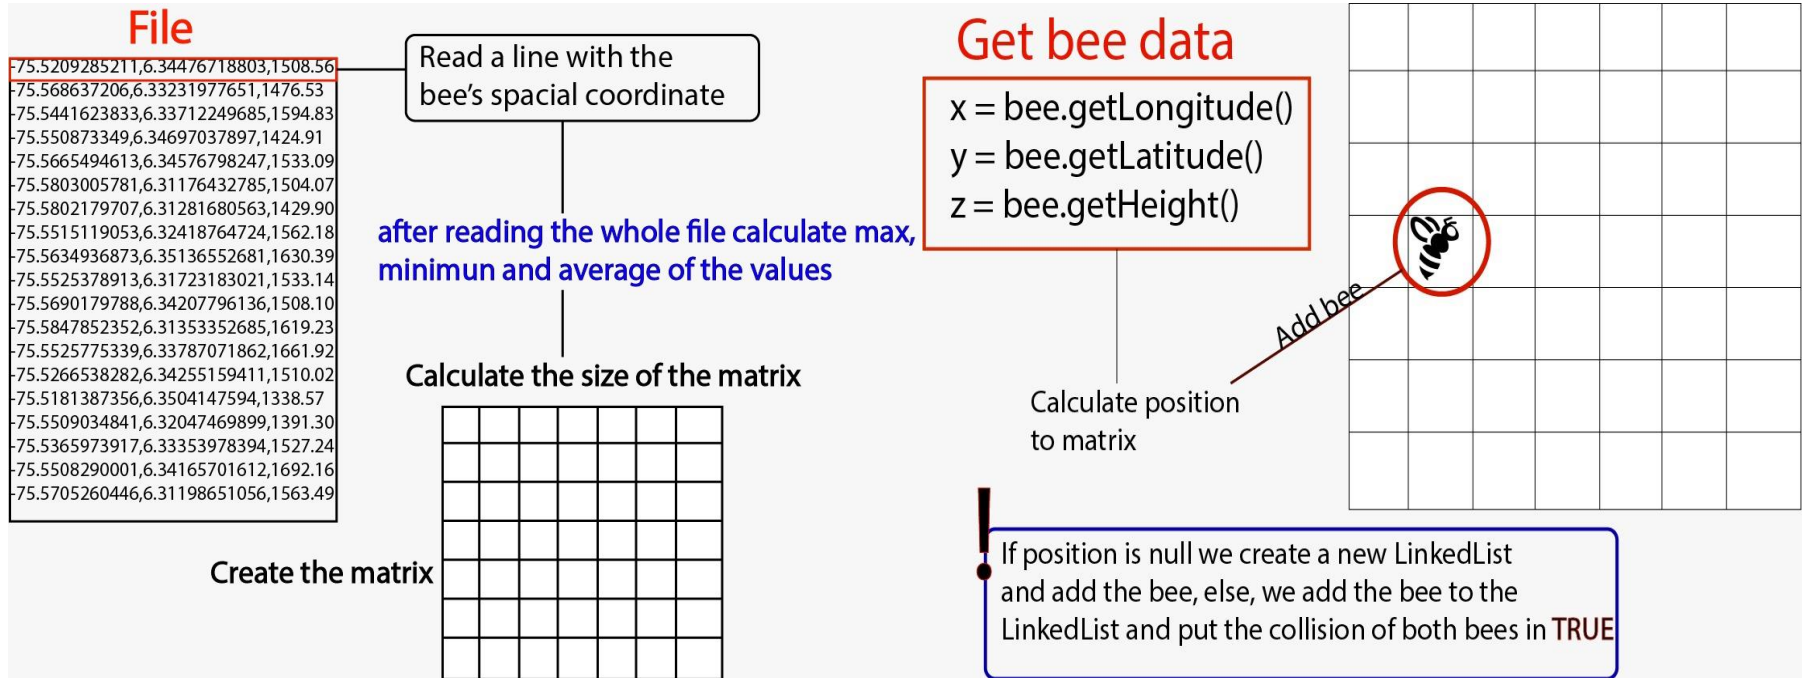 File
-75.5209285211,6.34476718803,1508.56
-75.568637206,6.33231977651,1476.53
-75.5441623833,6.33712249685,1594.83
-75.550873349,6.34697037897,1424.91
-75.5665494613,6.34576798247,1533.09
-75.5803005781,6.31176432785,1504.07
-75.5802179707,6.31281680563,1429.90
-75.5515119053,6.32418764724,1562.18
-75.5634936873,6.35136552681,1630.39
-75.5525378913,6.31723183021,1533.14
-75.5690179788,6.34207796136,1508.10
-75.5847852352,6.31353352685,1619.23
-75.5525775339,6.33787071862,1661.92
-75.5266538282,6.34255159411,1510.02
-75.5181387356,6.3504147594,1338.57
-75.5509034841,6.32047469899,1391.30
-75.5365973917,6.33353978394,1527.24
-75.5508290001,6.34165701612,1692.16
-75.5705260446,6.31198651056,1563.49
Read a line with the
bee's spacial coordinate
after reading the whole file calculate max,
minimun and average of the values
Calculate the size of the matrix
Create the matrix
Get bee data
x = bee.getLongitude()
y = bee.getLatitude()
z = bee.getHeight()
Add bee
Calculate position
to matrix
!
If position is null we create a new LinkedList
and add the bee, else, we add the bee to the
LinkedList and put the collision of both bees in TRUE